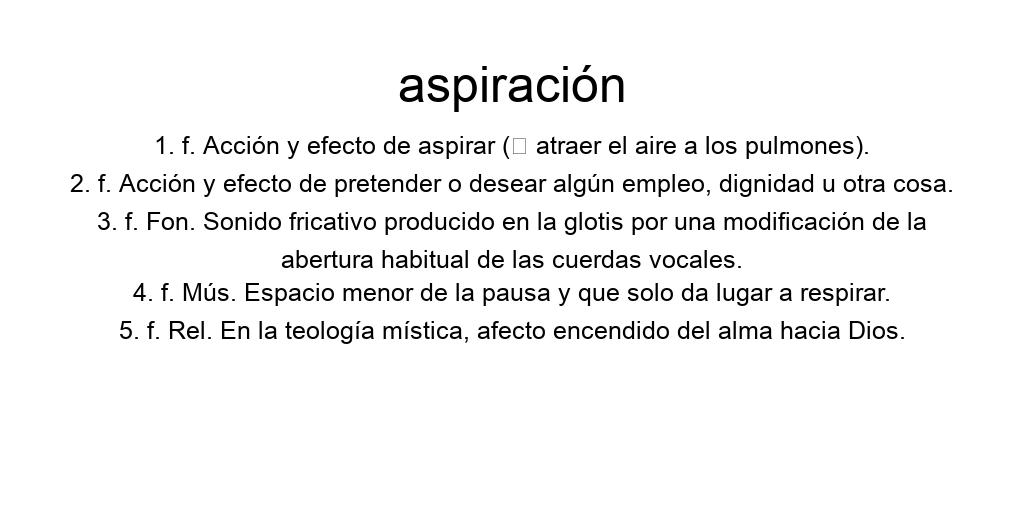 aspiración
1. f. Acción y efecto de aspirar (□ atraer el aire a los pulmones).
2. f. Acción y efecto de pretender o desear algún empleo, dignidad u otra cosa.
3. f. Fon. Sonido fricativo producido en la glotis por una modificación de la
abertura habitual de las cuerdas vocales.
4. f. Mús. Espacio menor de la pausa y que solo da lugar a respirar.
5. f. Rel. En la teología mística, afecto encendido del alma hacia Dios.